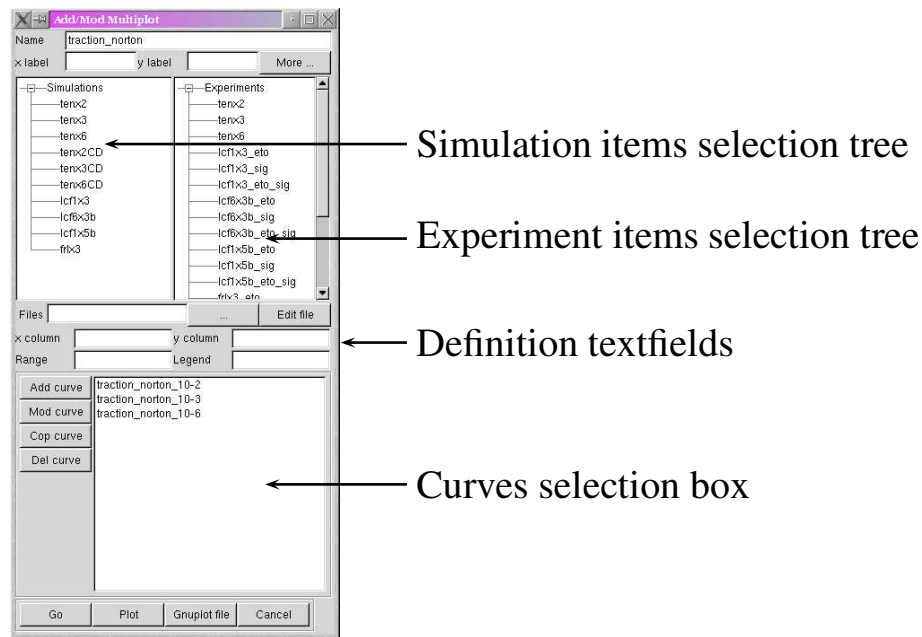 Add/Mod Multiplot
Name traction_norton
x label y label More ...
Simulations
tenx2
tenx3
tenx6
tenx2CD
tenx3CD
tenx6CD
lcf1x3
lcf6x3b
lcf1x5b
frlx3
Experiments
tenx2
tenx3
tenx6
lcf1x3_eto
lcf1x3_sig
lcf1x3_eto_sig
lcf6x3b_eto
lcf6x3b_sig
lcf6x3b_eto_sig
lcf1x5b_eto
lcf1x5b_sig
lcf1x5b_eto_sig
frlx3_eto
Simulation items selection tree
Experiment items selection tree
Files ... Edit file
x column y column
Range Legend
Definition textfields
Add curve
Mod curve
Cop curve
Del curve
traction_norton_10-2
traction_norton_10-3
traction_norton_10-6
Curves selection box
Go Plot Gnuplot file Cancel